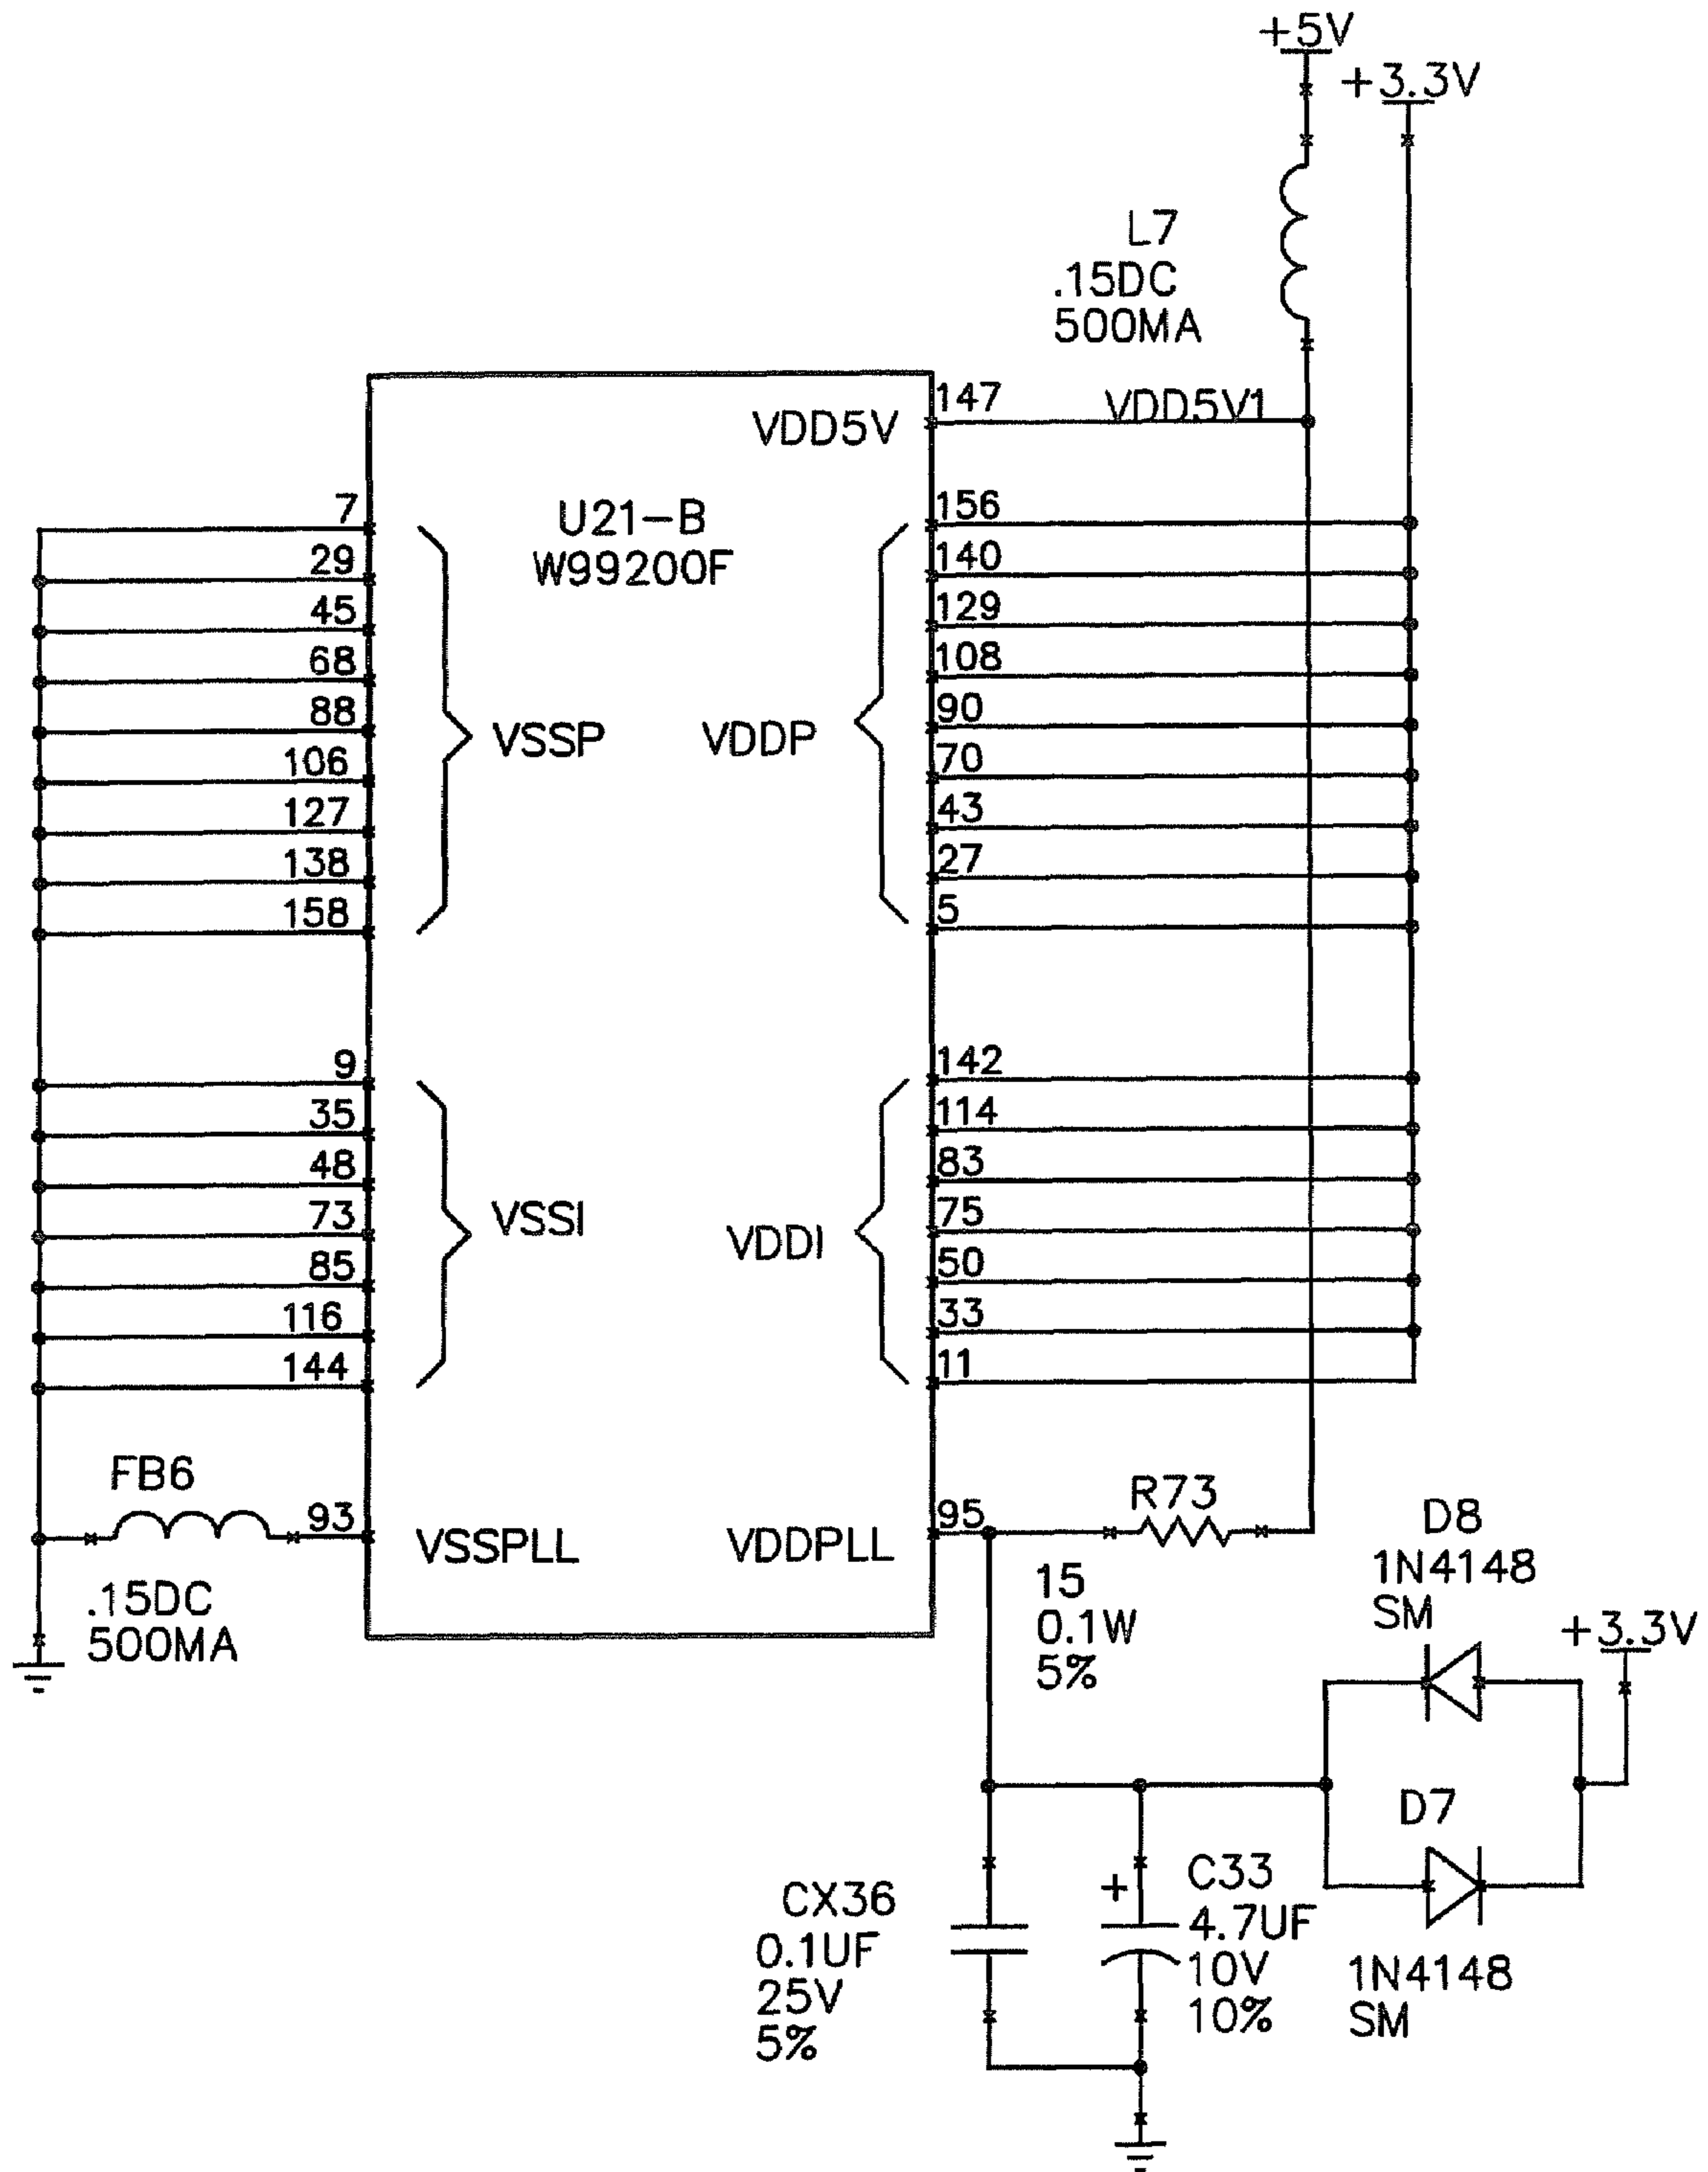 +5V
+3.3V
L7
.15DC
500MA
147
VDD5V1
VDD5V
U21-B
W99200F
7
29
45
68
88
106
127
138
158
VSSP
VDDP
156
140
129
108
90
70
43
27
5
9
35
48
73
85
116
144
VSSI
VDDI
142
114
83
75
50
33
11
FB6
93
.15DC
500MA
VSSPLL
VDDPLL
95
R73
15
0.1W
5%
D8
1N4148
SM
+3.3V
D7
1N4148
SM
CX36
0.1UF
25V
5%
+
C33
4.7UF
10V
10%